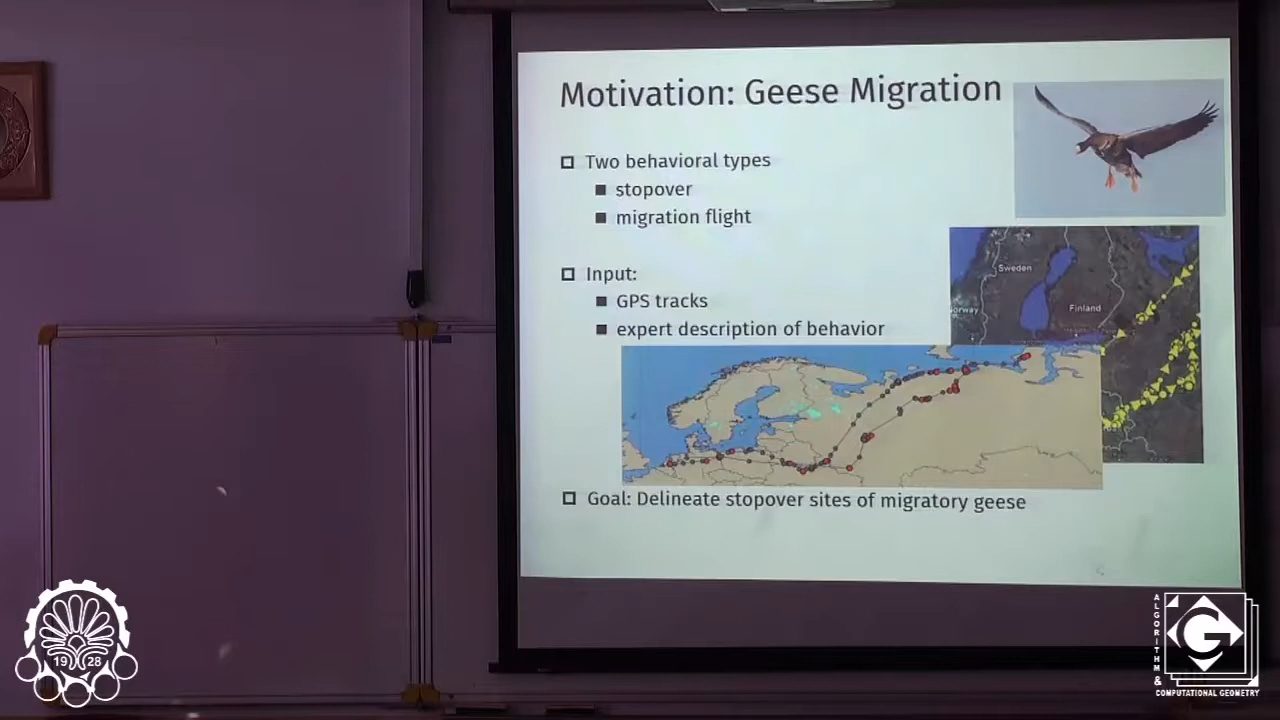 Motivation: Geese Migration
Two behavioral types
stopover
migration flight
Input:
GPS tracks
expert description of behavior
Sweden
Finland
Goal: Delineate stopover sites of migratory geese
19 28
ALGORITHM &
COMPUTATIONAL GEOMETRY
G